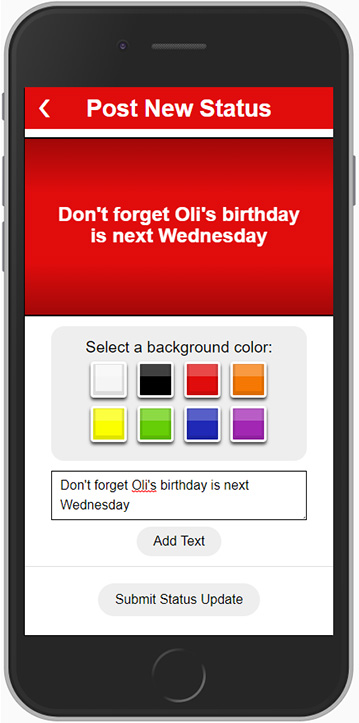 Post New Status
Don't forget Oli's birthday
is next Wednesday
Select a background color:
Don't forget Oli's birthday is next
Wednesday
Add Text
Submit Status Update